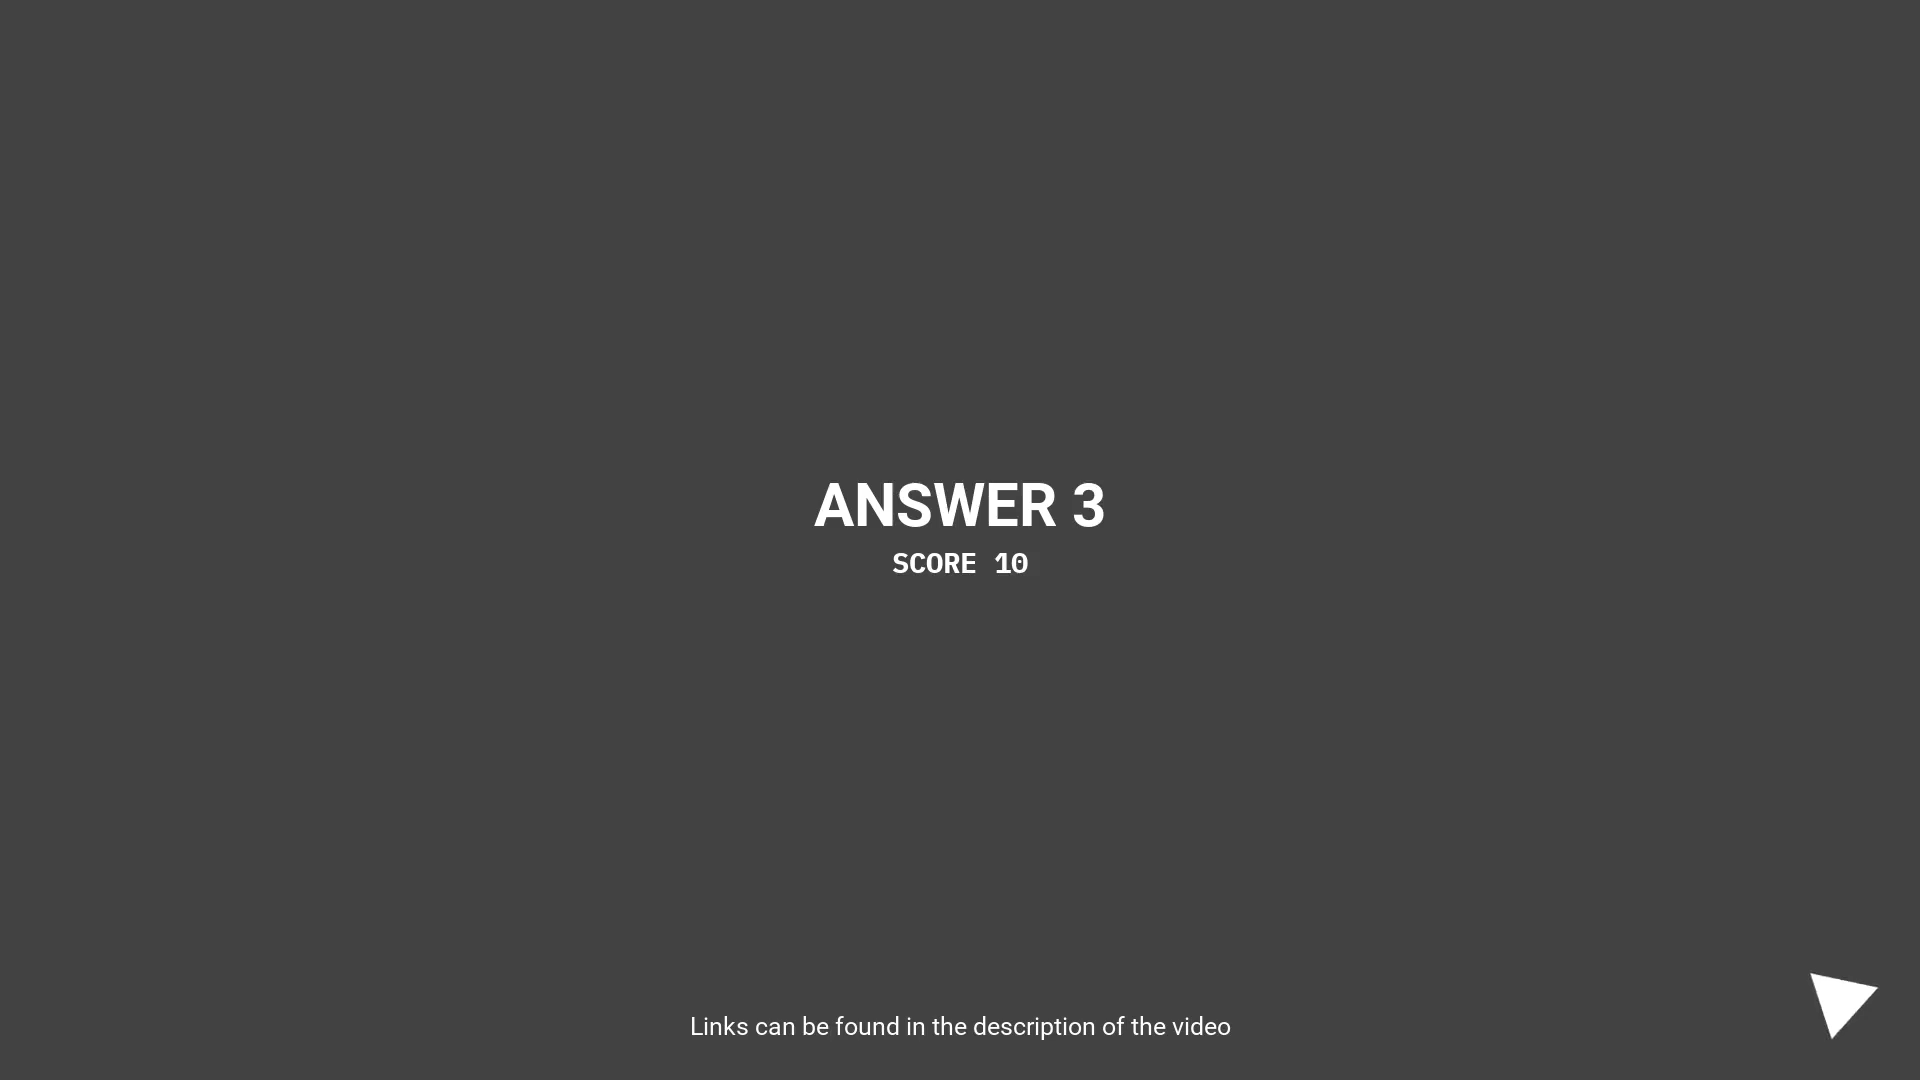 ANSWER 3
SCORE 10
Links can be found in the description of the video